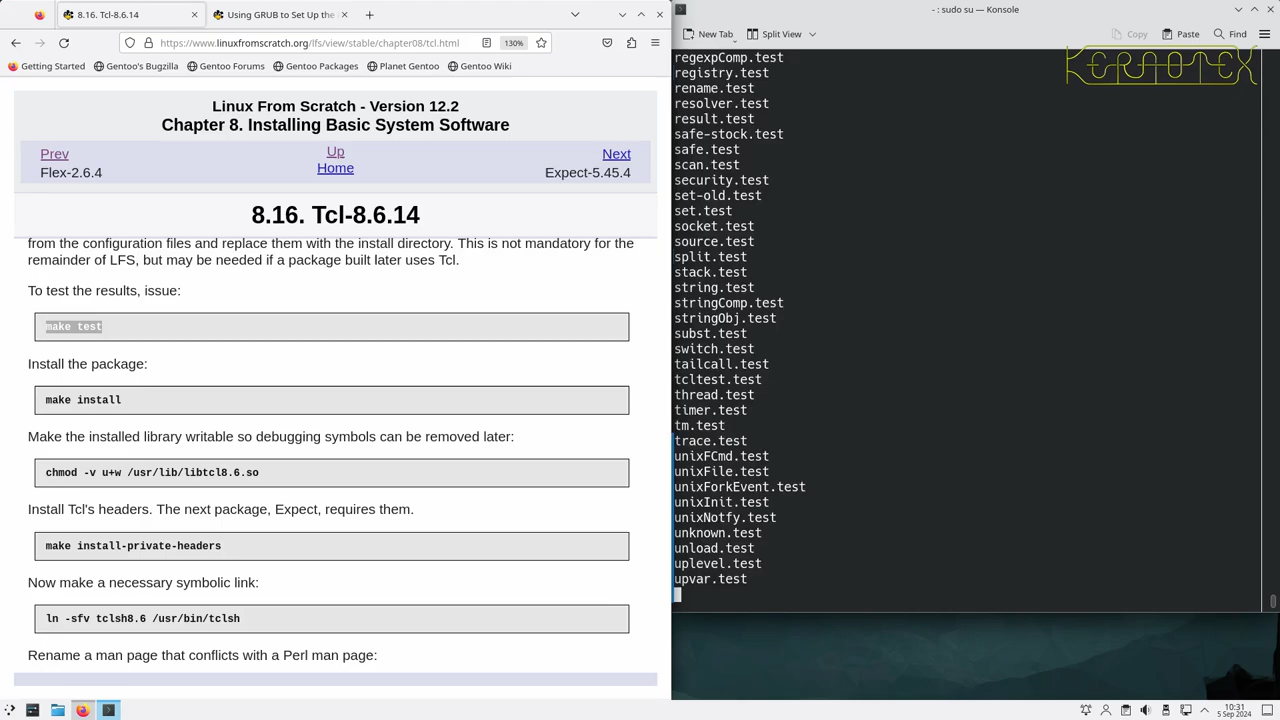 8.16. Tcl-8.6.14
Using GRUB to Set Up the
https://www.linuxfromscratch.org/lfs/view/stable/chapter08/tcl.html
130%
Getting Started
Gentoo's Bugzilla
Gentoo Forums
Gentoo Packages
Planet Gentoo
Gentoo Wiki
Linux From Scratch - Version 12.2
Chapter 8. Installing Basic System Software
Prev
Up
Next
Flex-2.6.4
Home
Expect-5.45.4
8.16. Tcl-8.6.14
from the configuration files and replace them with the install directory. This is not mandatory for the
remainder of LFS, but may be needed if a package built later uses Tcl.
To test the results, issue:
make test
Install the package:
make install
Make the installed library writable so debugging symbols can be removed later:
chmod -v u+w /usr/lib/libtcl8.6.so
Install Tcl's headers. The next package, Expect, requires them.
make install-private-headers
Now make a necessary symbolic link:
ln -sfv tclsh8.6 /usr/bin/tclsh
Rename a man page that conflicts with a Perl man page:
- : sudo su — Konsole
New Tab
Split View
Copy
Paste
Find
KERNOTEX
regexpComp.test
registry.test
rename.test
resolver.test
result.test
safe-stock.test
safe.test
scan.test
security.test
set-old.test
set.test
socket.test
source.test
split.test
stack.test
string.test
stringComp.test
stringObj.test
subst.test
switch.test
tailcall.test
tcltest.test
thread.test
timer.test
tm.test
trace.test
unixFCmd.test
unixFile.test
unixForkEvent.test
unixInit.test
unixNotfy.test
unknown.test
unload.test
uplevel.test
upvar.test
10:31
5 Sep 2024